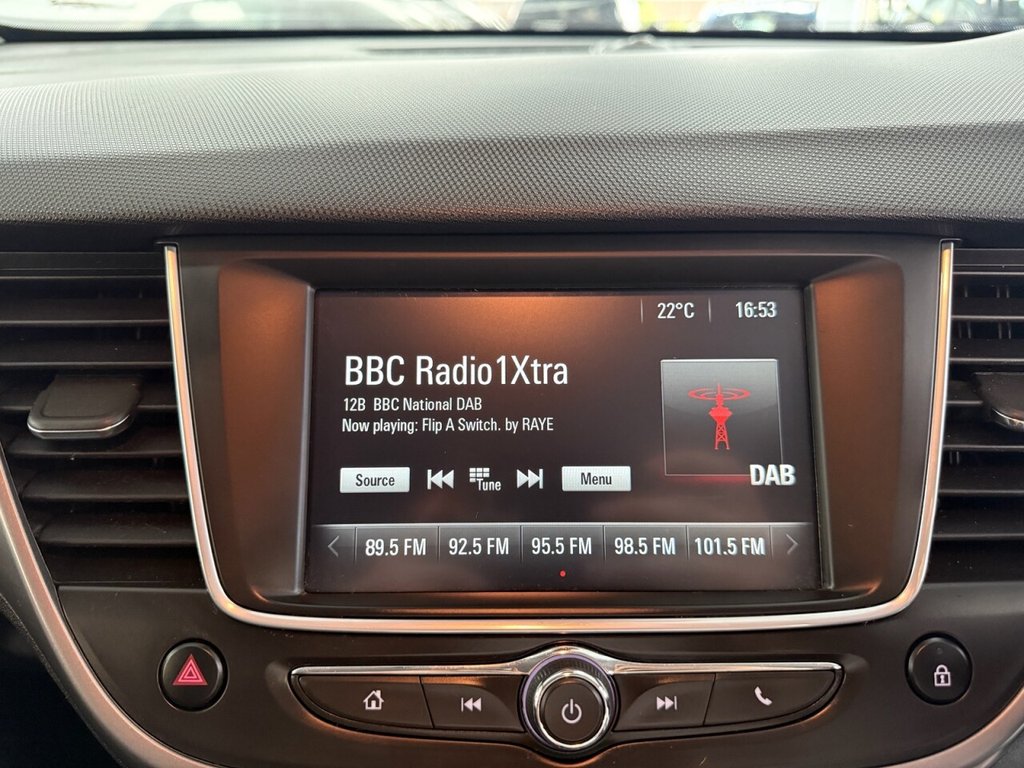 22°C 16:53
BBC Radio1Xtra
12B BBC National DAB
Now playing: Flip A Switch. by RAYE
DAB
Source Tune Menu
89.5 FM 92.5 FM 95.5 FM 98.5 FM 101.5 FM